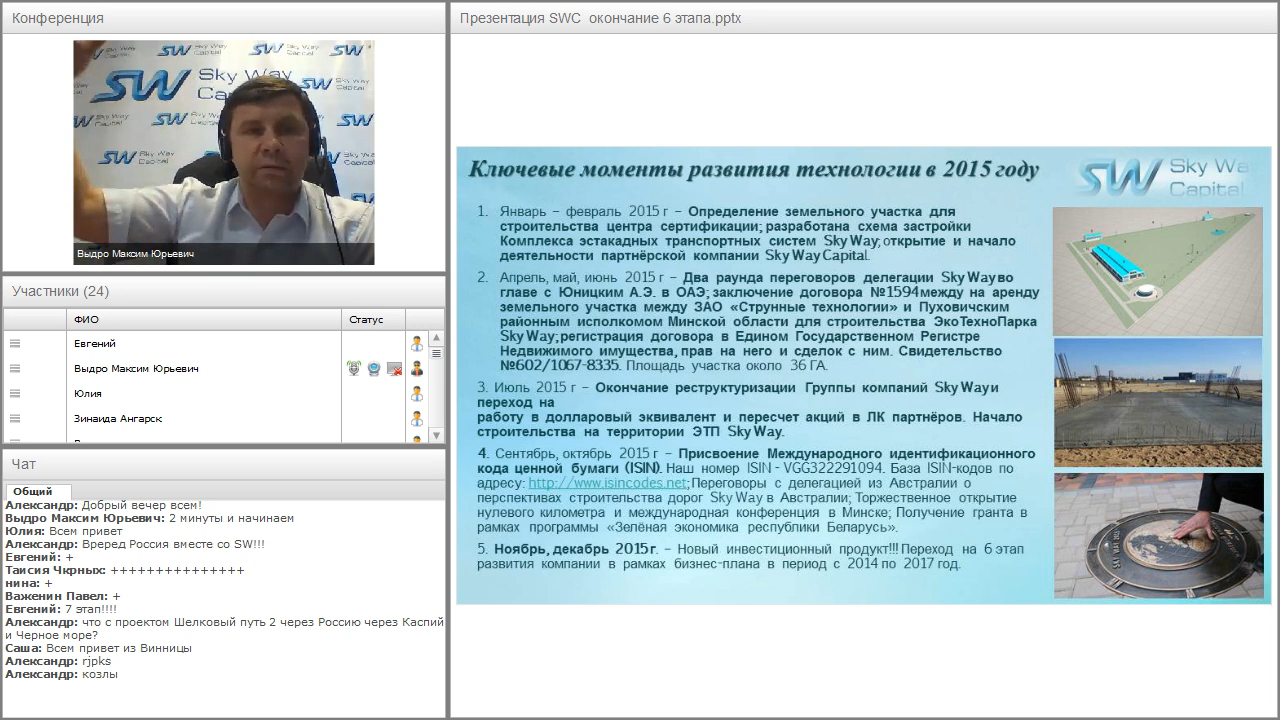 Конференция
SW Sky Way Capital
Выдро Максим Юрьевич
Участники (24)
ФИО
Статус
Евгений
Выдро Максим Юрьевич
Юлия
Зинаида Ангарск
Чат
Общий
Александр: Добрый вечер всем!
Выдро Максим Юрьевич: 2 минуты и начинаем
Юлия: Всем привет
Александр: Вреред Россия вместе со SW!!!
Евгений: +
Таисия Чкрных: +++++++++++++++
нина: +
Важенин Павел: +
Евгений: 7 этап!!!!
Александр: что с проектом Шелковый путь 2 через Россию через Каспий
и Черное море?
Саша: Всем привет из Винницы
Александр: rjpks
Александр: козлы
Презентация SWC окончание 6 этапа.pptx
Ключевые моменты развития технологии в 2015 году
SW Sky Wa
Capital
1. Январь – февраль 2015 г – Определение земельного участка для
строительства центра сертификации; разработана схема застройки
Комплекса эстакадных транспортных систем Sky Way; открытие и начало
деятельности партнёрской компании Sky Way Capital.
2. Апрель, май, июнь 2015 г – Два раунда переговоров делегации Sky Way во
главе с Юницким А.Э. в ОАЭ; заключение договора №1594 между на аренду
земельного участка между ЗАО «Струнные технологии» и Пуховичским
районным исполкомом Минской области для строительства ЭкоТехноПарка
Sky Way; регистрация договора в Едином Государственном Регистре
Недвижимого имущества, прав на него и сделок с ним. Свидетельство
№602/1067-8335. Площадь участка около 36 ГА.
3. Июль 2015 г – Окончание реструктуризации Группы компаний Sky Way и
переход на
работу в долларовый эквивалент и пересчет акций в ЛК партнёров. Начало
строительства на территории ЭТП Sky Way.
4. Сентябрь, октябрь 2015 г – Присвоение Международного идентификационного
кода ценной бумаги (ISIN). Наш номер ISIN - VGG322291094. База ISIN-кодов по
адресу: http://www.isincodes.net; Переговоры с делегацией из Австралии о
перспективах строительства дорог Sky Way в Австралии; Торжественное открытие
нулевого километра и международная конференция в Минске; Получение гранта в
рамках программы «Зелёная экономика республики Беларусь».
5. Ноябрь, декабрь 2015 г. – Новый инвестиционный продукт!!! Переход на 6 этап
развития компании в рамках бизнес-плана в период с 2014 по 2017 год.